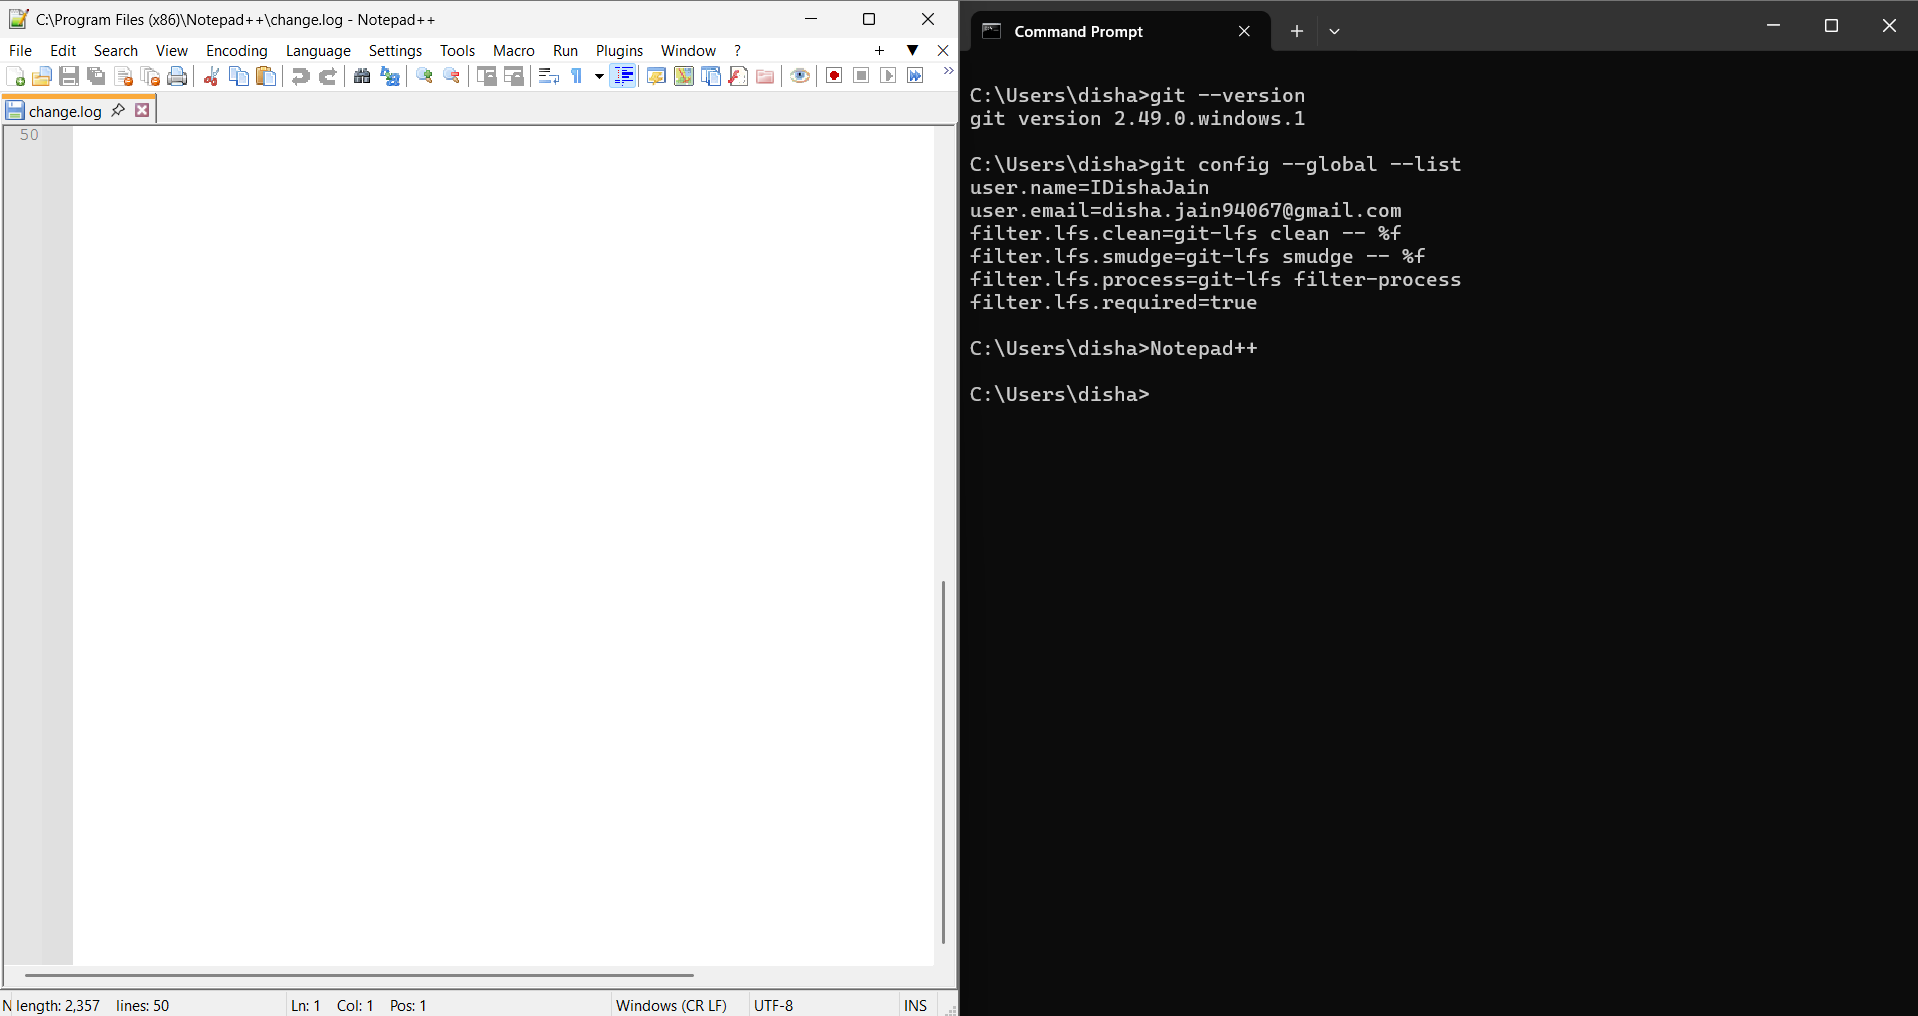 C:\Program Files (x86)\Notepad++\change.log - Notepad++
File Edit Search View Encoding Language Settings Tools Macro Run Plugins Window ?
change.log
50
N length: 2,357 lines: 50 Ln: 1 Col: 1 Pos: 1 Windows (CR LF) UTF-8 INS
Command Prompt
C:\Users\disha>git --version
git version 2.49.0.windows.1
C:\Users\disha>git config --global --list
user.name=IDishaJain
user.email=disha.jain94067@gmail.com
filter.lfs.clean=git-lfs clean -- %f
filter.lfs.smudge=git-lfs smudge -- %f
filter.lfs.process=git-lfs filter-process
filter.lfs.required=true
C:\Users\disha>Notepad++
C:\Users\disha>